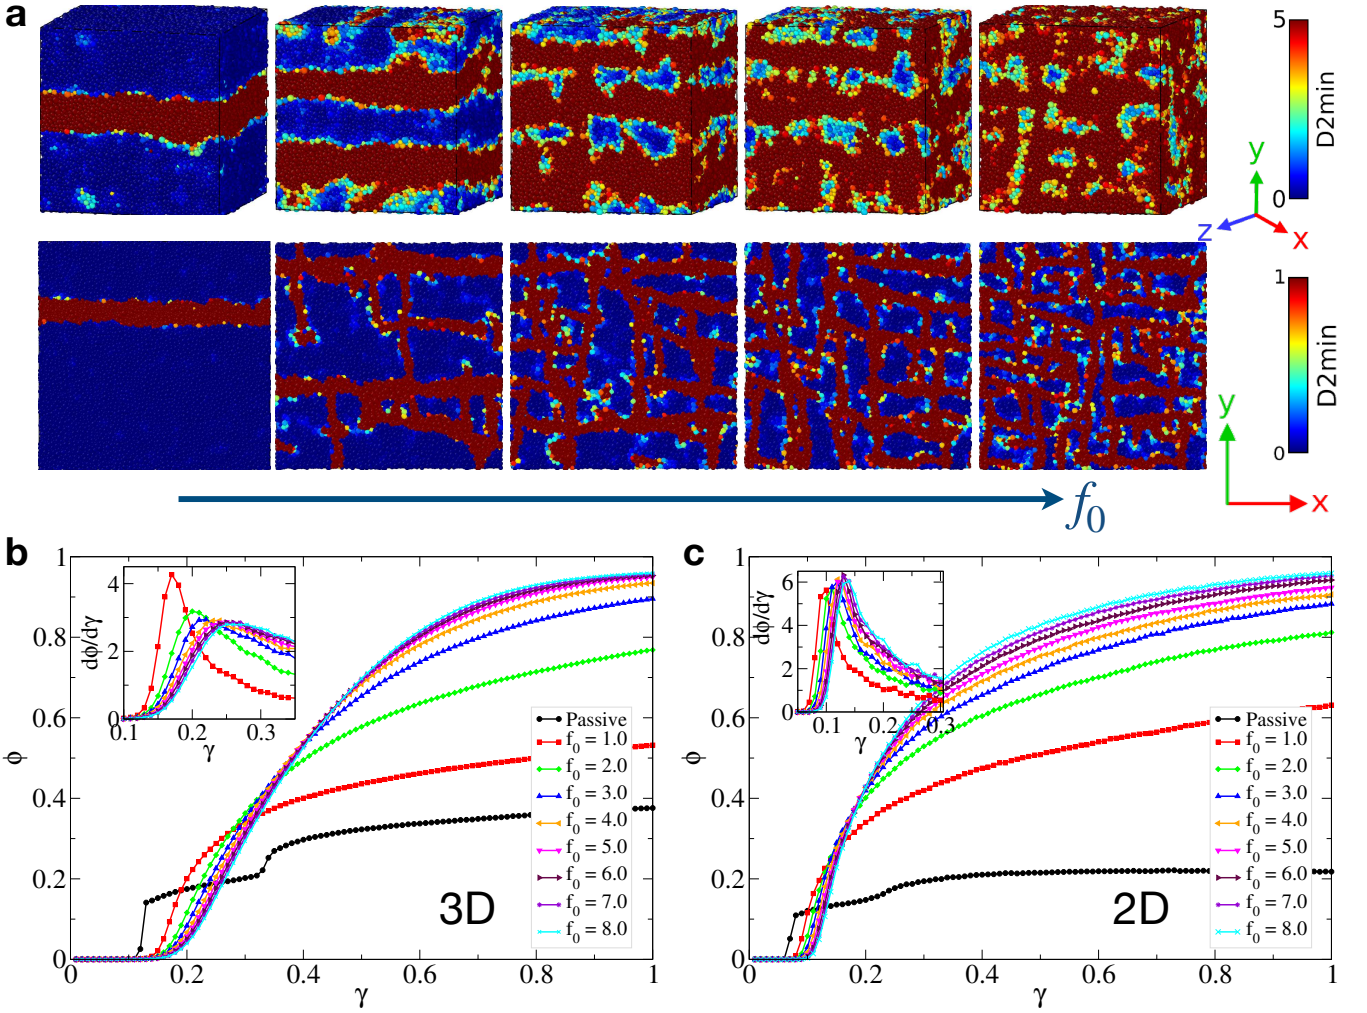 a
5
D2min
0
y
z
x
1
D2min
0
y
x
f0
b
1
0.8
0.6
0.4
0.2
0
ϕ
0
0.2
0.4
0.6
0.8
1
γ
4
2
0
dϕ/dγ
0.1
0.2
0.3
γ
Passive
f0 = 1.0
f0 = 2.0
f0 = 3.0
f0 = 4.0
f0 = 5.0
f0 = 6.0
f0 = 7.0
f0 = 8.0
3D
c
1
0.8
0.6
0.4
0.2
0
ϕ
0
0.2
0.4
0.6
0.8
1
γ
6
4
2
0
dϕ/dγ
0.1
0.2
0.3
γ
Passive
f0 = 1.0
f0 = 2.0
f0 = 3.0
f0 = 4.0
f0 = 5.0
f0 = 6.0
f0 = 7.0
f0 = 8.0
2D